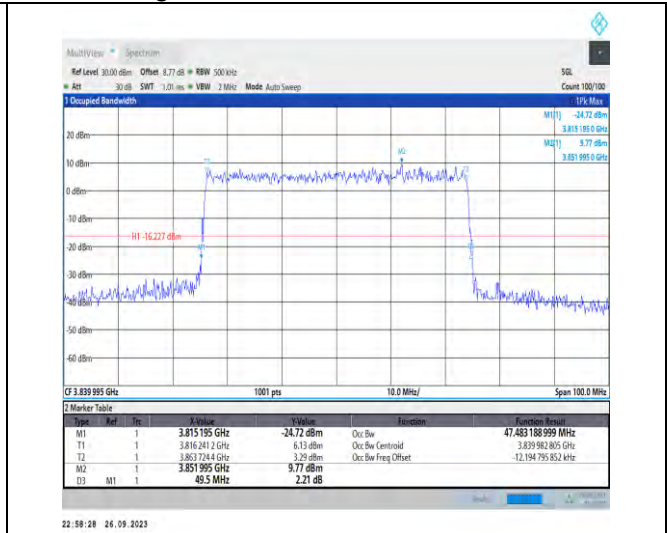 MultiView Spectrum
Ref Level 30.00 dBm Offset 8.77 dB RBW 500 kHz SGL
Att 30 dB SWT 1.01 ms VBW 2 MHz Mode Auto Sweep Count 100/100
1 Occupied Bandwidth 1Pk Max
M1[1] -24.72 dBm
3.815 195 0 GHz
M2[1] 9.77 dBm
3.851 995 0 GHz
20 dBm
10 dBm
0 dBm
-10 dBm
-20 dBm
-30 dBm
-40 dBm
-50 dBm
-60 dBm
M2
H1 -16.227 dBm
CF 3.839 995 GHz 1001 pts 10.0 MHz/ Span 100.0 MHz
2 Marker Table
Type Ref Trc X-Value Y-Value Function Function Result
M1 1 3.815195 GHz -24.72 dBm Occ Bw 47.483 188 999 MHz
T1 1 3.816 241 2 GHz 6.13 dBm Occ Bw Centroid 3.839 982 805 GHz
T2 1 3.863 724 4 GHz 3.29 dBm Occ Bw Freq Offset -12.194 795 852 kHz
M2 1 3.851995 GHz 9.77 dBm
D3 M1 1 49.5 MHz 2.21 dB
22:58:28 26.09.2023